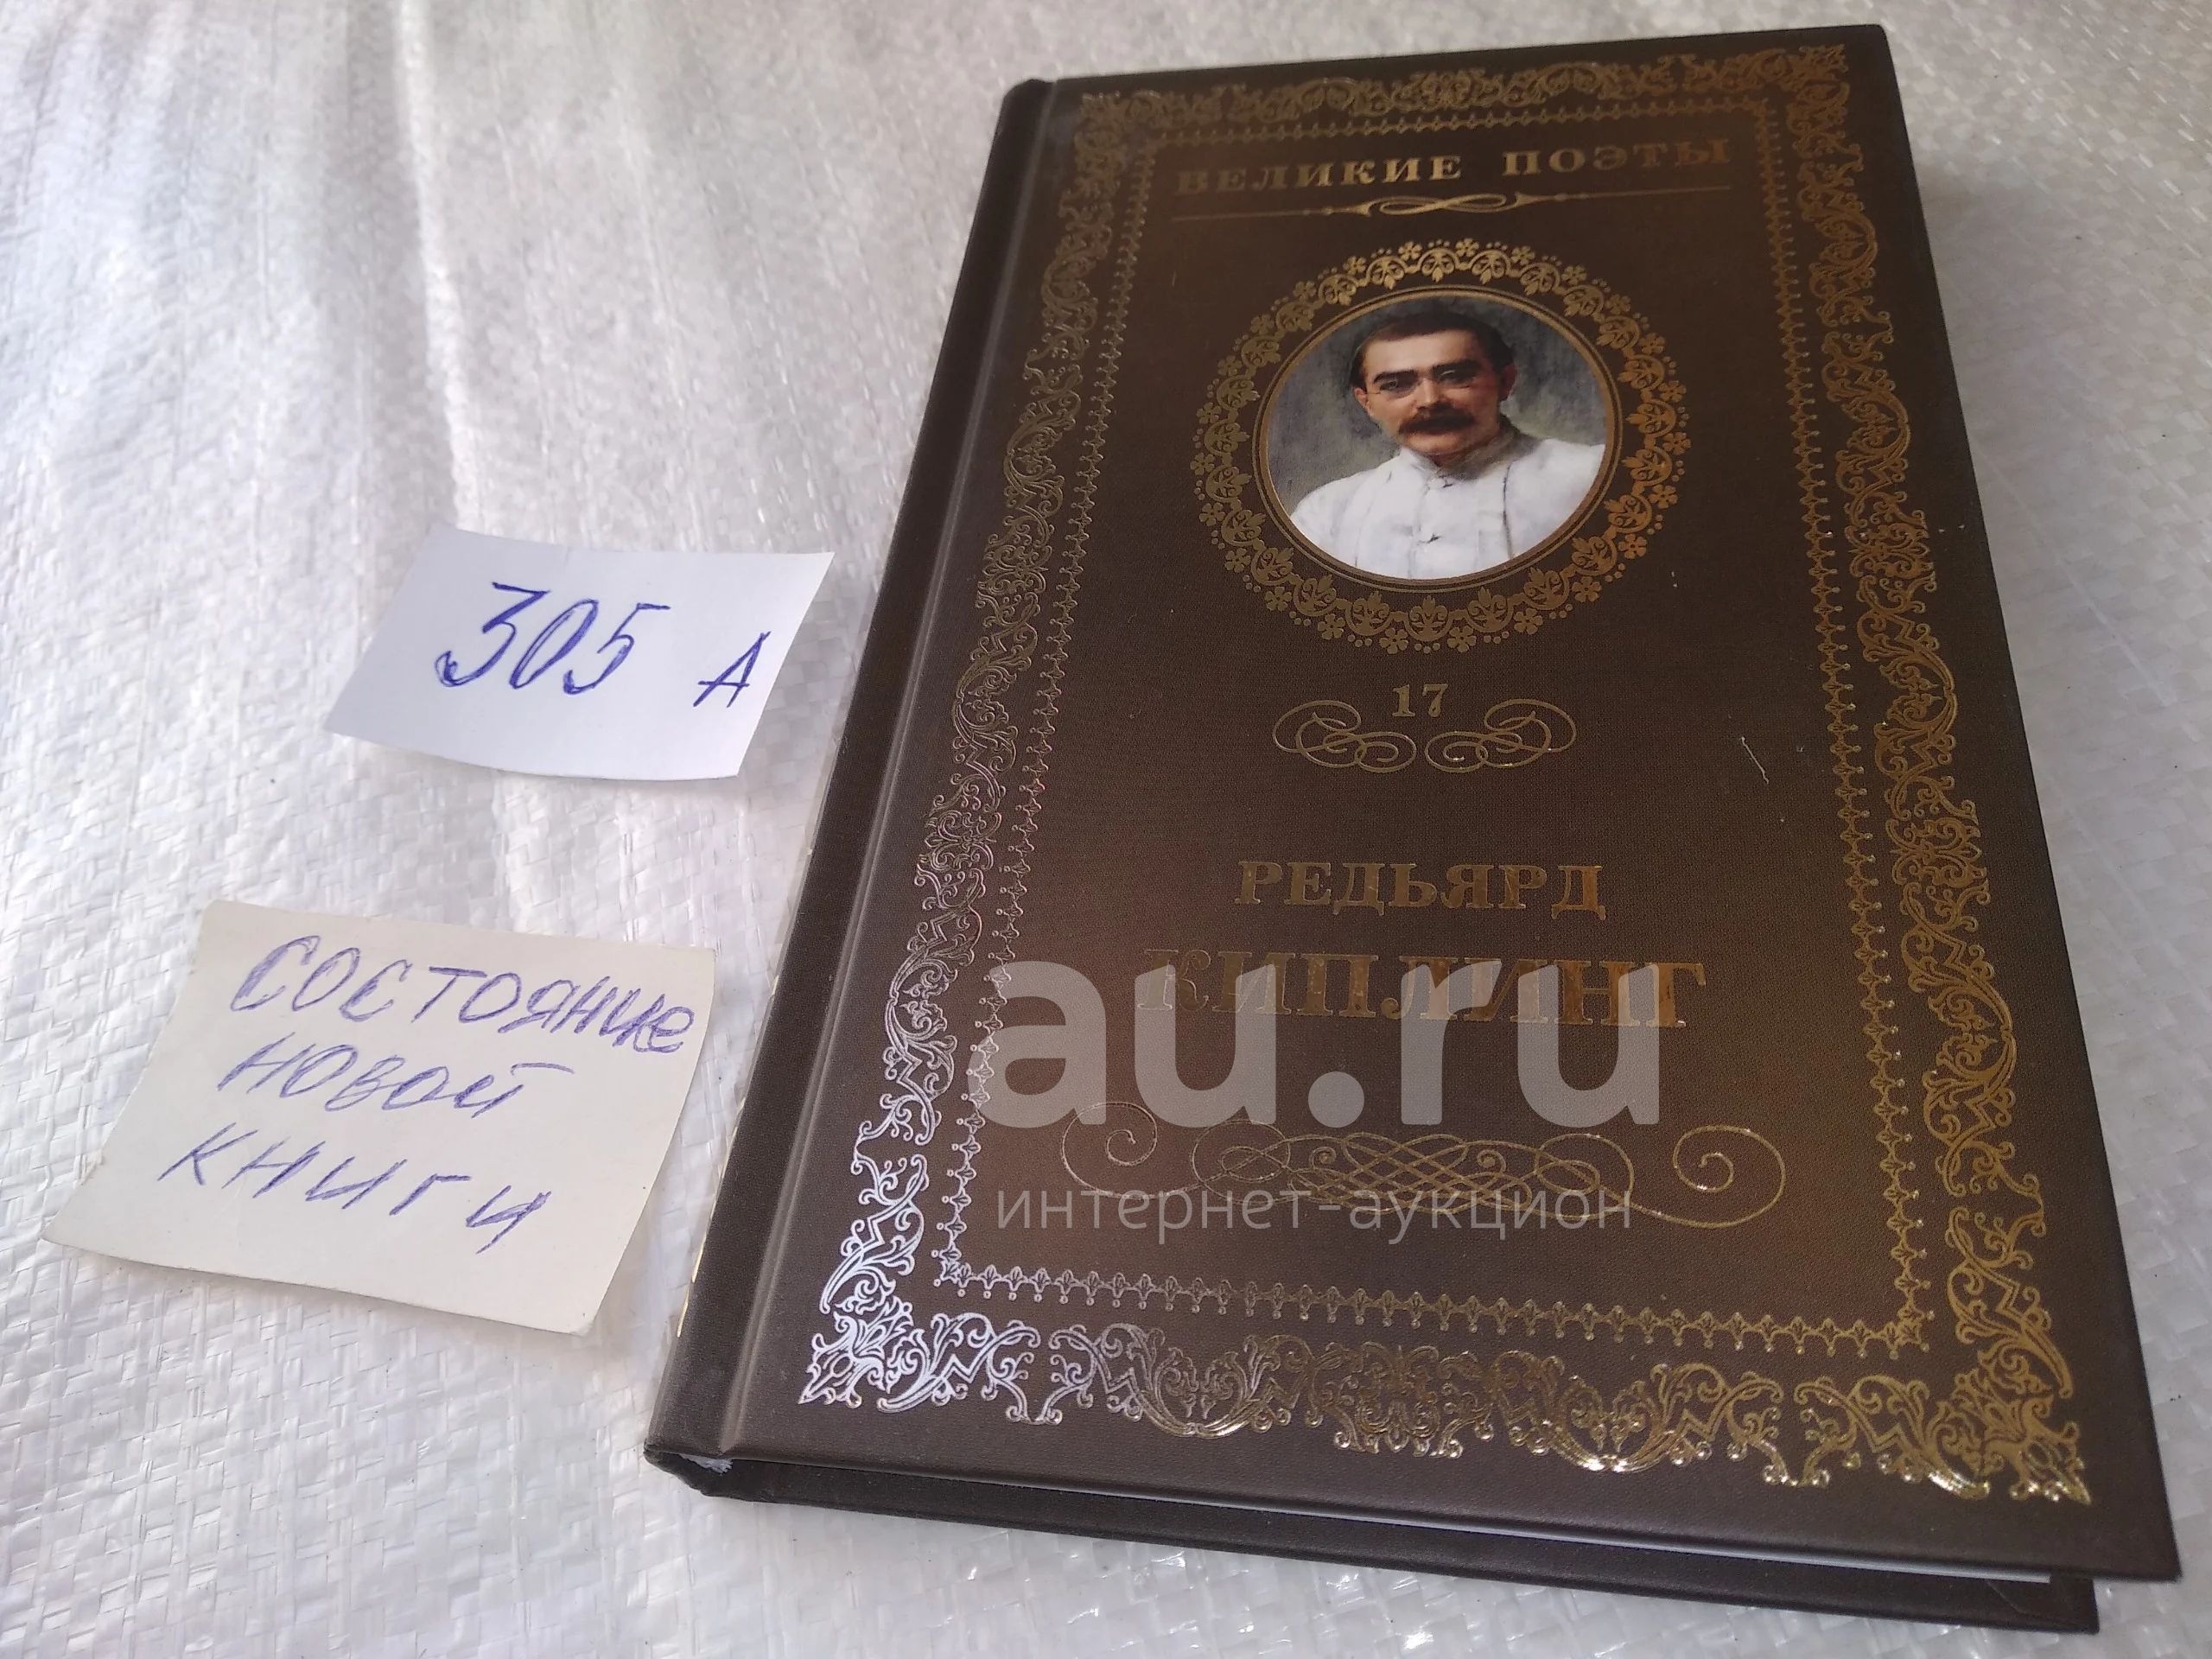 ВЕЛИКИЕ ПОЭТЫ
17
РЕДЬЯРД
КИПЛИНГ
305 А
СОСТОЯНИЕ
НОВОЙ
КНИГИ
au.ru
интернет-аукцион